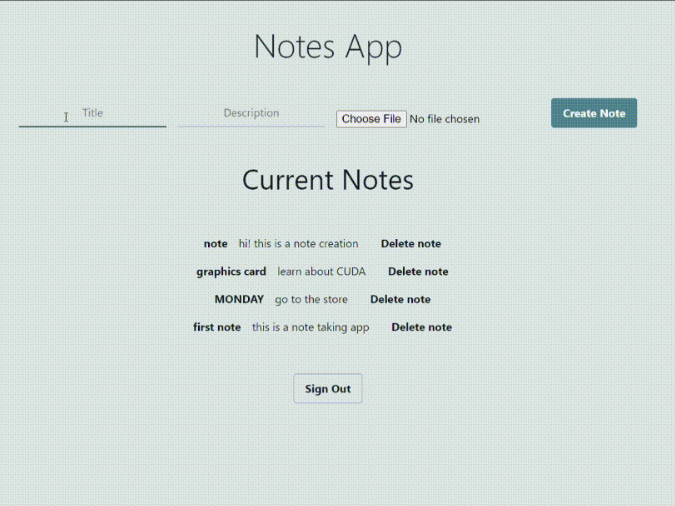 Notes App
Title Description Choose File No file chosen Create Note
Current Notes
note hi! this is a note creation Delete note
graphics card learn about CUDA Delete note
MONDAY go to the store Delete note
first note this is a note taking app Delete note
Sign Out